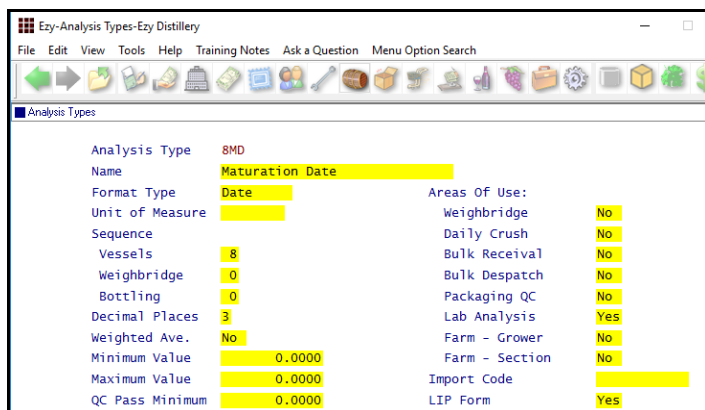 Ezy-Analysis Types-Ezy Distillery
File Edit View Tools Help Training Notes Ask a Question Menu Option Search
Analysis Types
Analysis Type 8MD
Name Maturation Date
Format Type Date Areas Of Use:
Unit of Measure Weighbridge No
Sequence Daily Crush No
Vessels 8 Bulk Receival No
Weighbridge 0 Bulk Despatch No
Bottling 0 Packaging QC No
Decimal Places 3 Lab Analysis Yes
Weighted Ave. No Farm - Grower No
Minimum Value 0.0000 Farm - Section No
Maximum Value 0.0000 Import Code
QC Pass Minimum 0.0000 LIP Form Yes